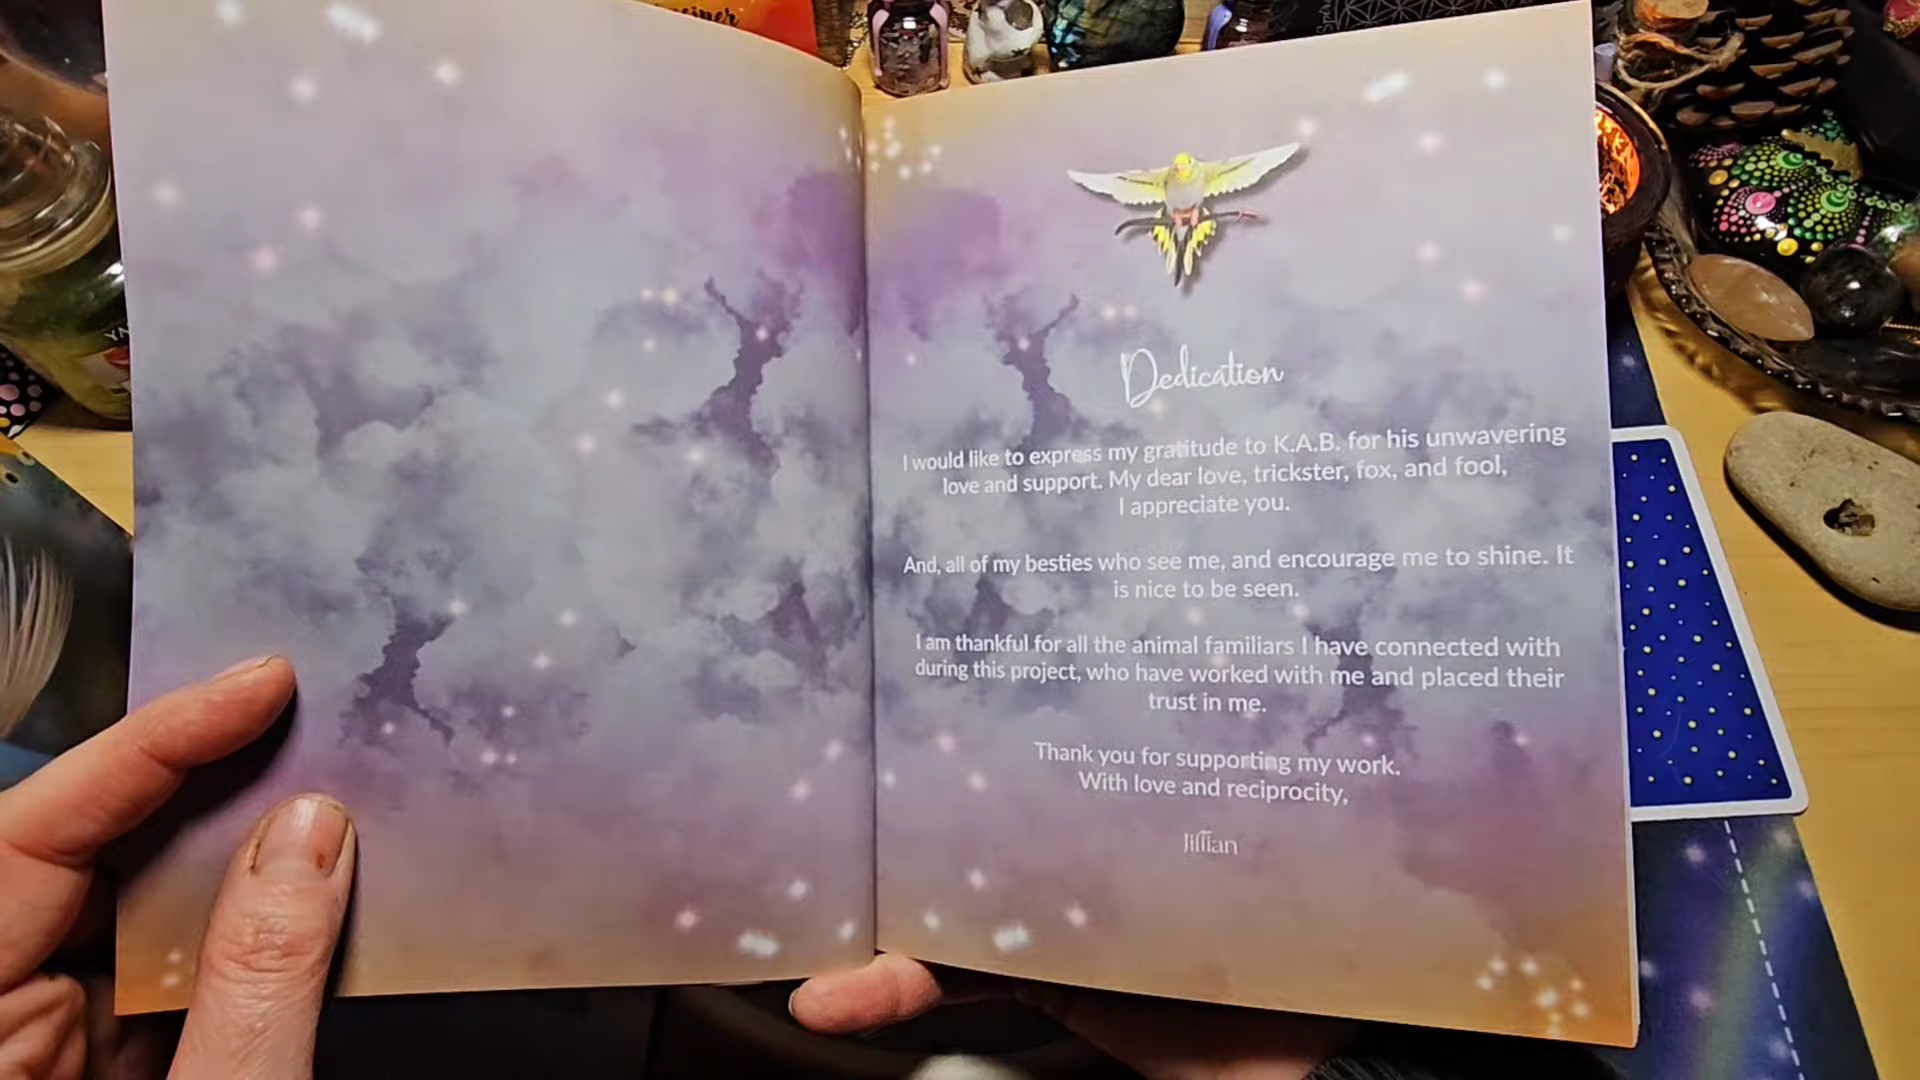 Dedication
I would like to express my gratitude to K.A.B. for his unwavering
love and support. My dear love, trickster, fox, and fool,
I appreciate you.
And, all of my besties who see me, and encourage me to shine. It
is nice to be seen.
I am thankful for all the animal familiars I have connected with
during this project, who have worked with me and placed their
trust in me.
Thank you for supporting my work.
With love and reciprocity,
Jillian